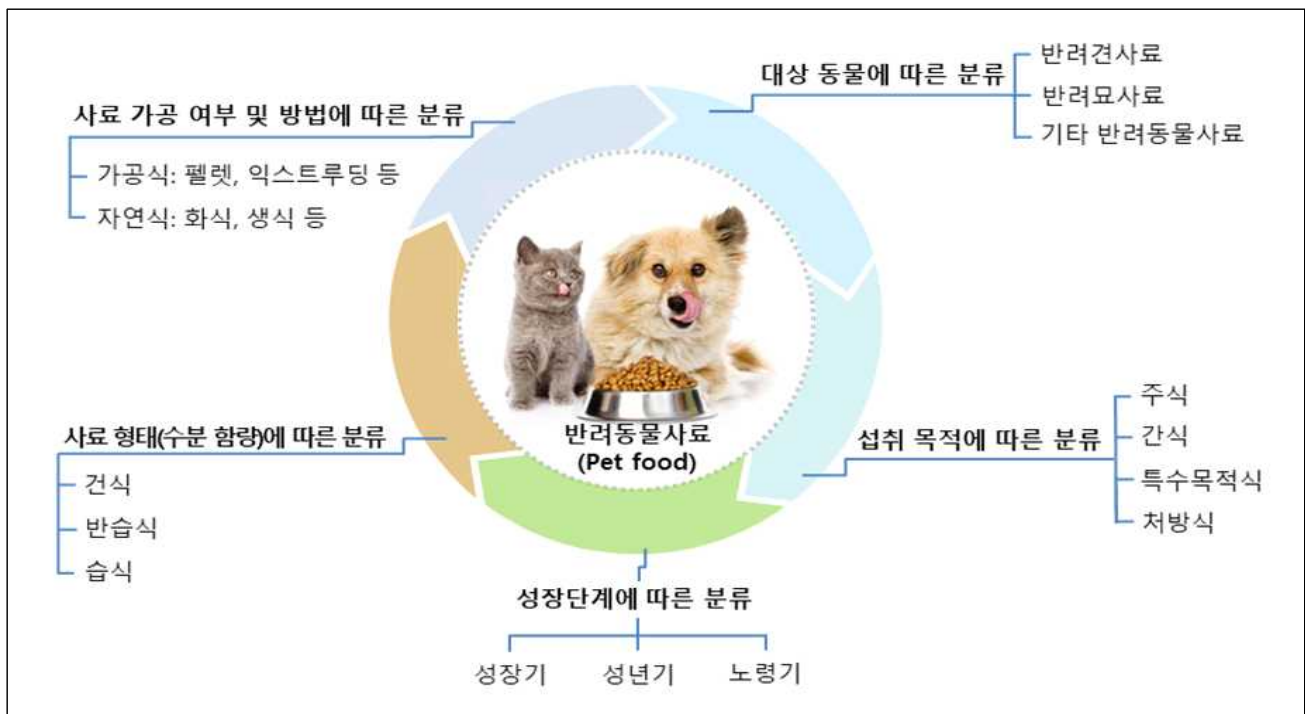 대상 동물에 따른 분류
반려견사료
반려묘사료
기타 반려동물사료
사료 가공 여부 및 방법에 따른 분류
가공식: 펠렛, 익스트루딩 등
자연식: 화식, 생식 등
반려동물사료
(Pet food)
섭취 목적에 따른 분류
주식
간식
특수목적식
처방식
사료 형태(수분 함량)에 따른 분류
건식
반습식
습식
성장단계에 따른 분류
성장기
성년기
노령기